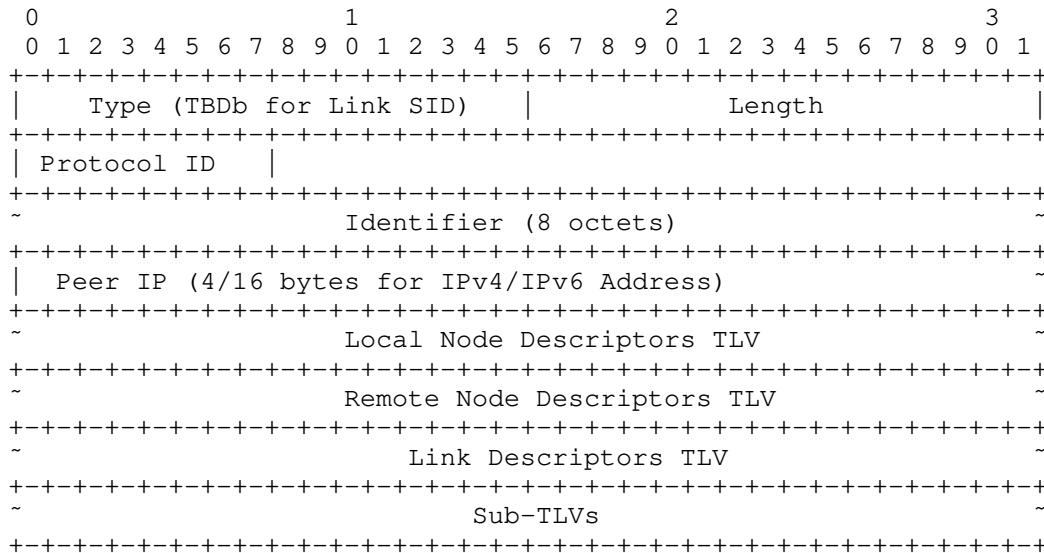 0                   1                   2                   3
 0 1 2 3 4 5 6 7 8 9 0 1 2 3 4 5 6 7 8 9 0 1 2 3 4 5 6 7 8 9 0 1
+-+-+-+-+-+-+-+-+-+-+-+-+-+-+-+-+-+-+-+-+-+-+-+-+-+-+-+-+-+-+-+-+
|    Type (TBDb for Link SID)   |            Length             |
+-+-+-+-+-+-+-+-+-+-+-+-+-+-+-+-+-+-+-+-+-+-+-+-+-+-+-+-+-+-+-+-+
| Protocol ID   |
+-+-+-+-+-+-+-+-+-+-+-+-+-+-+-+-+-+-+-+-+-+-+-+-+-+-+-+-+-+-+-+-+
~                    Identifier (8 octets)                      ~
+-+-+-+-+-+-+-+-+-+-+-+-+-+-+-+-+-+-+-+-+-+-+-+-+-+-+-+-+-+-+-+-+
|  Peer IP (4/16 bytes for IPv4/IPv6 Address)                   ~
+-+-+-+-+-+-+-+-+-+-+-+-+-+-+-+-+-+-+-+-+-+-+-+-+-+-+-+-+-+-+-+-+
~                    Local Node Descriptors TLV                 ~
+-+-+-+-+-+-+-+-+-+-+-+-+-+-+-+-+-+-+-+-+-+-+-+-+-+-+-+-+-+-+-+-+
~                    Remote Node Descriptors TLV                ~
+-+-+-+-+-+-+-+-+-+-+-+-+-+-+-+-+-+-+-+-+-+-+-+-+-+-+-+-+-+-+-+-+
~                        Link Descriptors TLV                   ~
+-+-+-+-+-+-+-+-+-+-+-+-+-+-+-+-+-+-+-+-+-+-+-+-+-+-+-+-+-+-+-+-+
~                            Sub-TLVs                           ~
+-+-+-+-+-+-+-+-+-+-+-+-+-+-+-+-+-+-+-+-+-+-+-+-+-+-+-+-+-+-+-+-+